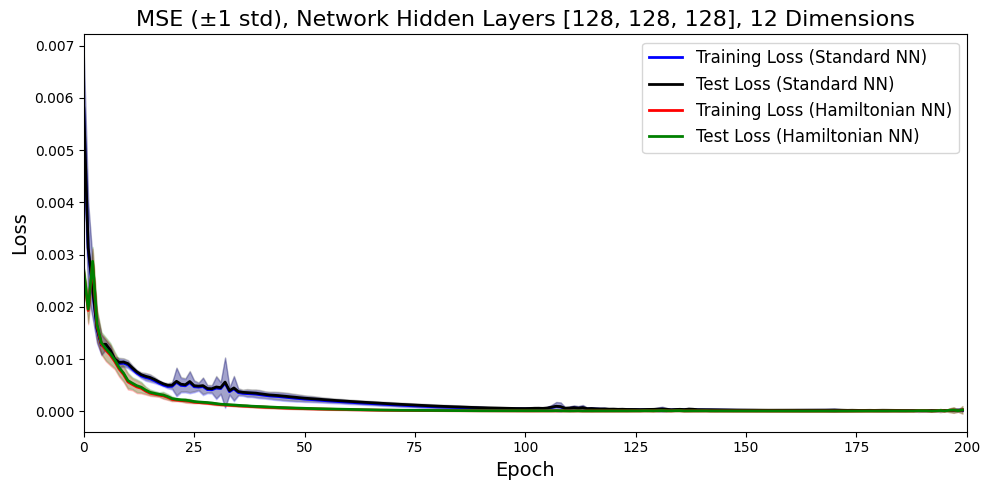 MSE (±1 std), Network Hidden Layers [128, 128, 128], 12 Dimensions
Training Loss (Standard NN)
Test Loss (Standard NN)
Training Loss (Hamiltonian NN)
Test Loss (Hamiltonian NN)
Loss
0.007
0.006
0.005
0.004
0.003
0.002
0.001
0.000
0 25 50 75 100 125 150 175 200
Epoch